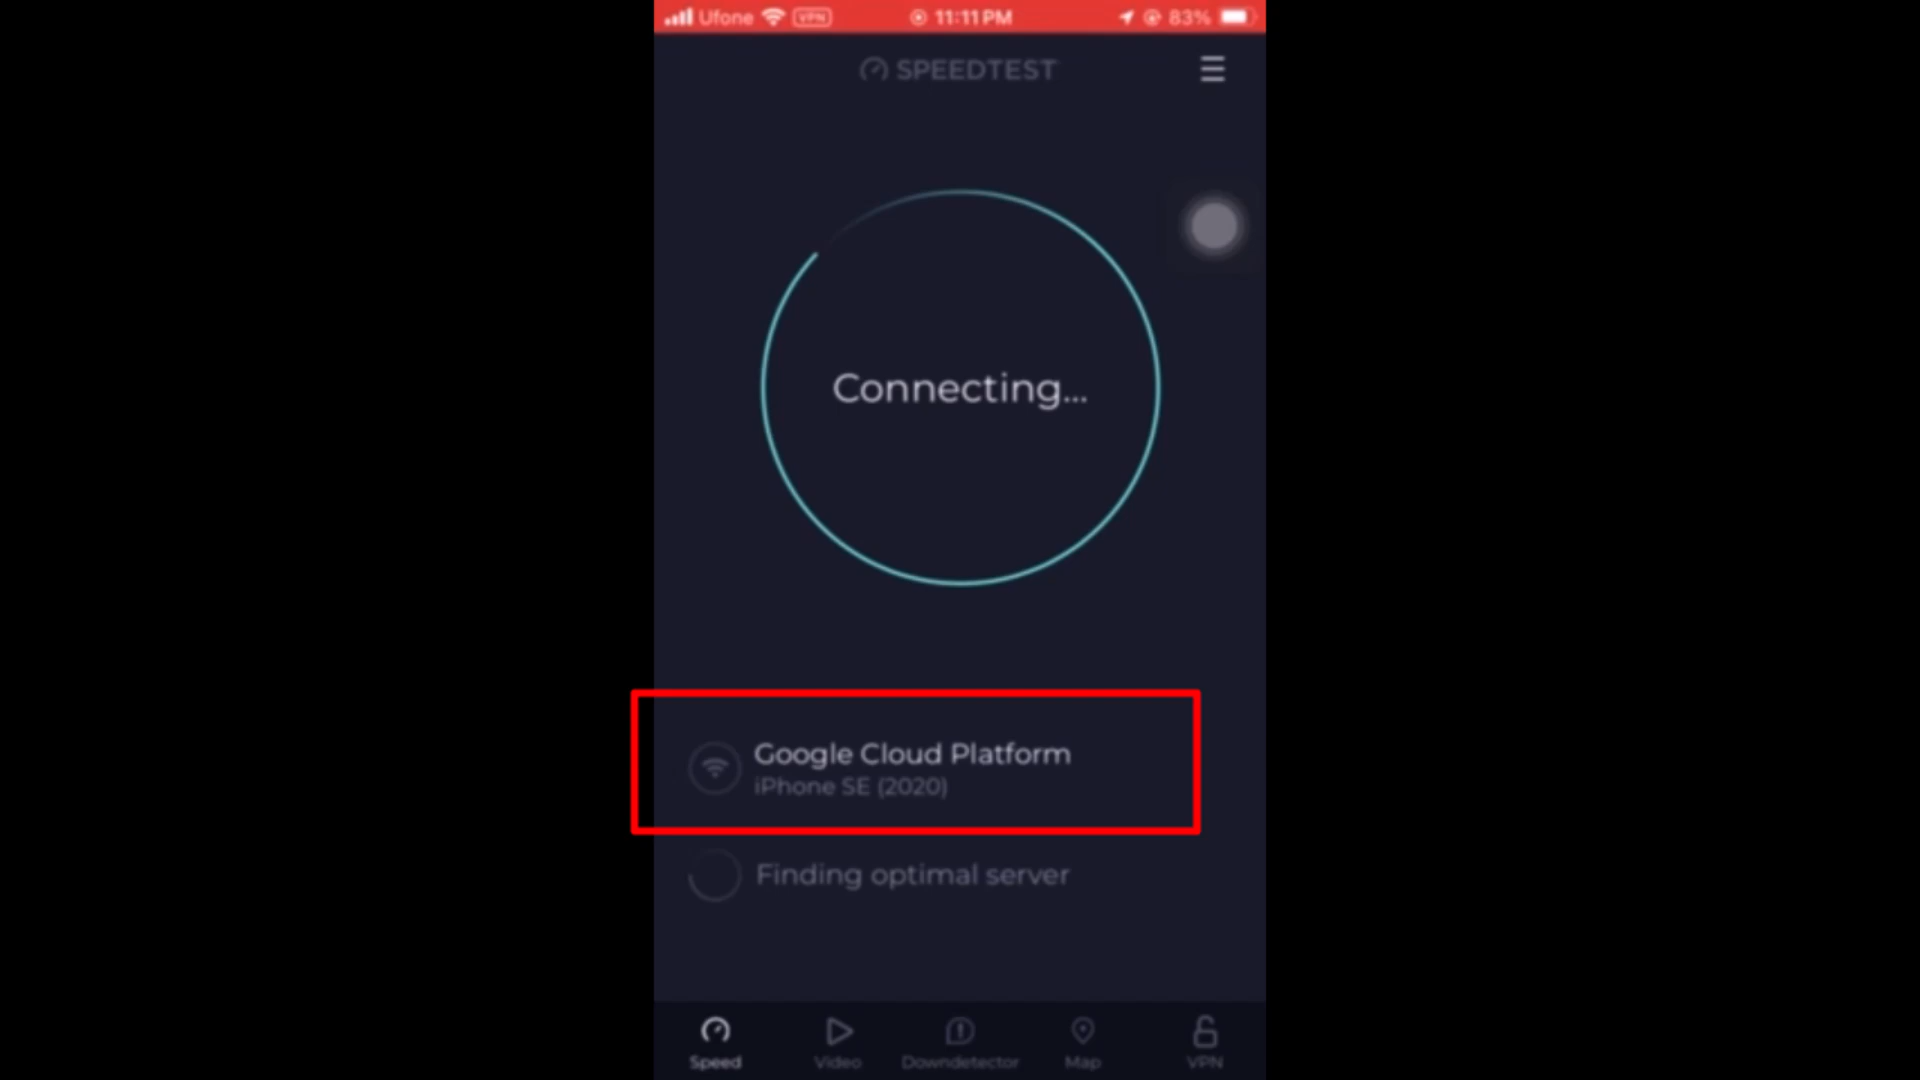 Ufone VPN 11:11 PM 83%
SPEEDTEST
Connecting...
Google Cloud Platform
iPhone SE (2020)
Finding optimal server
Speed Video Downdetector Map VPN